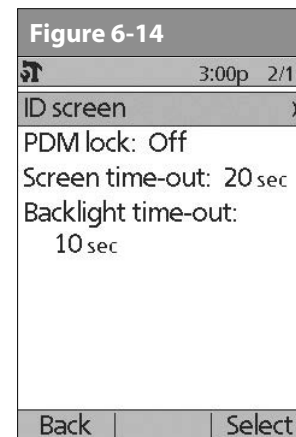 Figure 6-14
3:00p 2/1
ID screen
PDM lock: Off
Screen time-out: 20 sec
Backlight time-out:
10 sec
Back Select